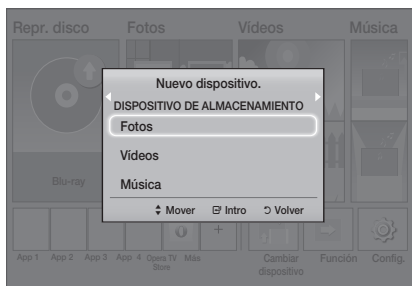 Repr. disco Fotos Vídeos Música
Nuevo dispositivo.
DISPOSITIVO DE ALMACENAMIENTO
Fotos
Vídeos
Música
Mover Intro Volver
Blu-ray
App 1 App 2 App 3 App 4 Opera TV Store Más Cambiar dispositivo Función Config.